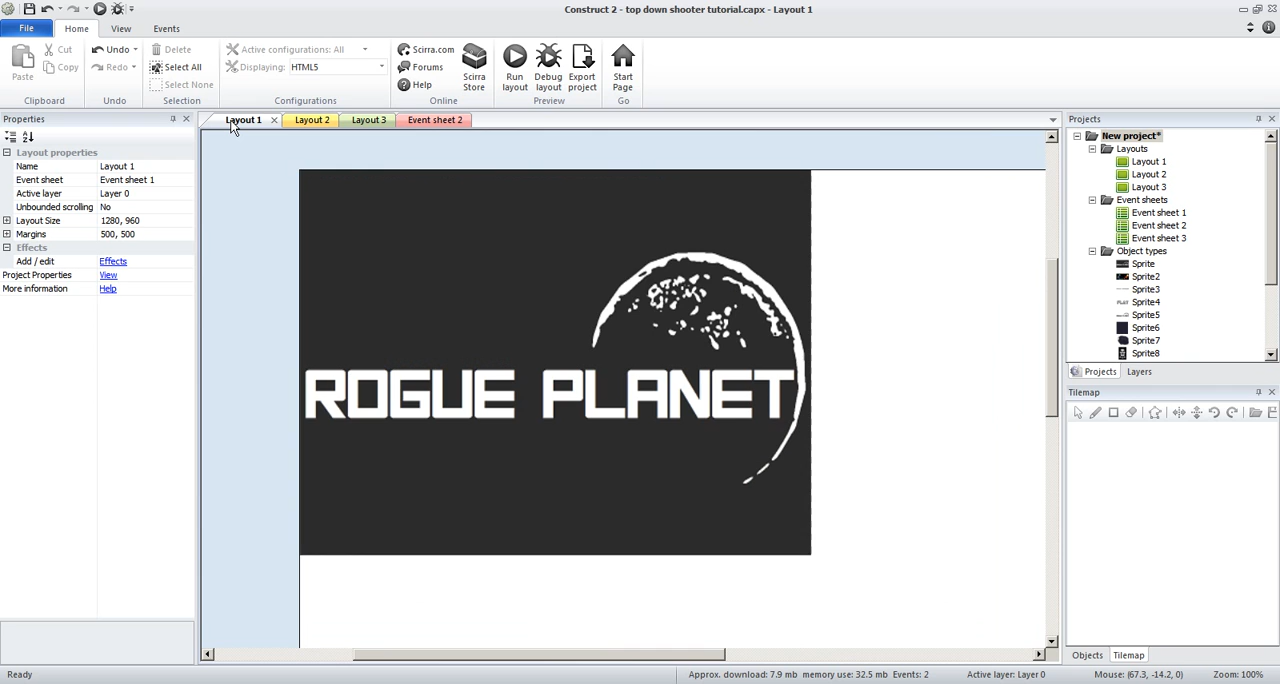 Construct 2 - top down shooter tutorial.capx - Layout 1
File Home View Events
Paste Cut Copy Clipboard
Undo Redo Undo
Delete Select All Select None Selection
Active configurations: All Displaying: HTML5 Configurations
Scirra.com Forums Help Scirra Store Online
Run layout Debug layout Export project Preview
Start Page Go
Properties
Layout properties
Name Layout 1
Event sheet Event sheet 1
Active layer Layer 0
Unbounded scrolling No
Layout Size 1280, 960
Margins 500, 500
Effects
Add / edit Effects
Project Properties View
More information Help
Layout 1 Layout 2 Layout 3 Event sheet 2
ROGUE PLANET
Projects
New project*
Layouts
Layout 1
Layout 2
Layout 3
Event sheets
Event sheet 1
Event sheet 2
Event sheet 3
Object types
Sprite
Sprite2
Sprite3
PLAY Sprite4
Sprite5
Sprite6
Sprite7
Sprite8
Projects Layers
Tilemap
Objects Tilemap
Ready Approx. download: 7.9 mb memory use: 32.5 mb Events: 2 Active layer: Layer 0 Mouse: (67.3, -14.2, 0) Zoom: 100%